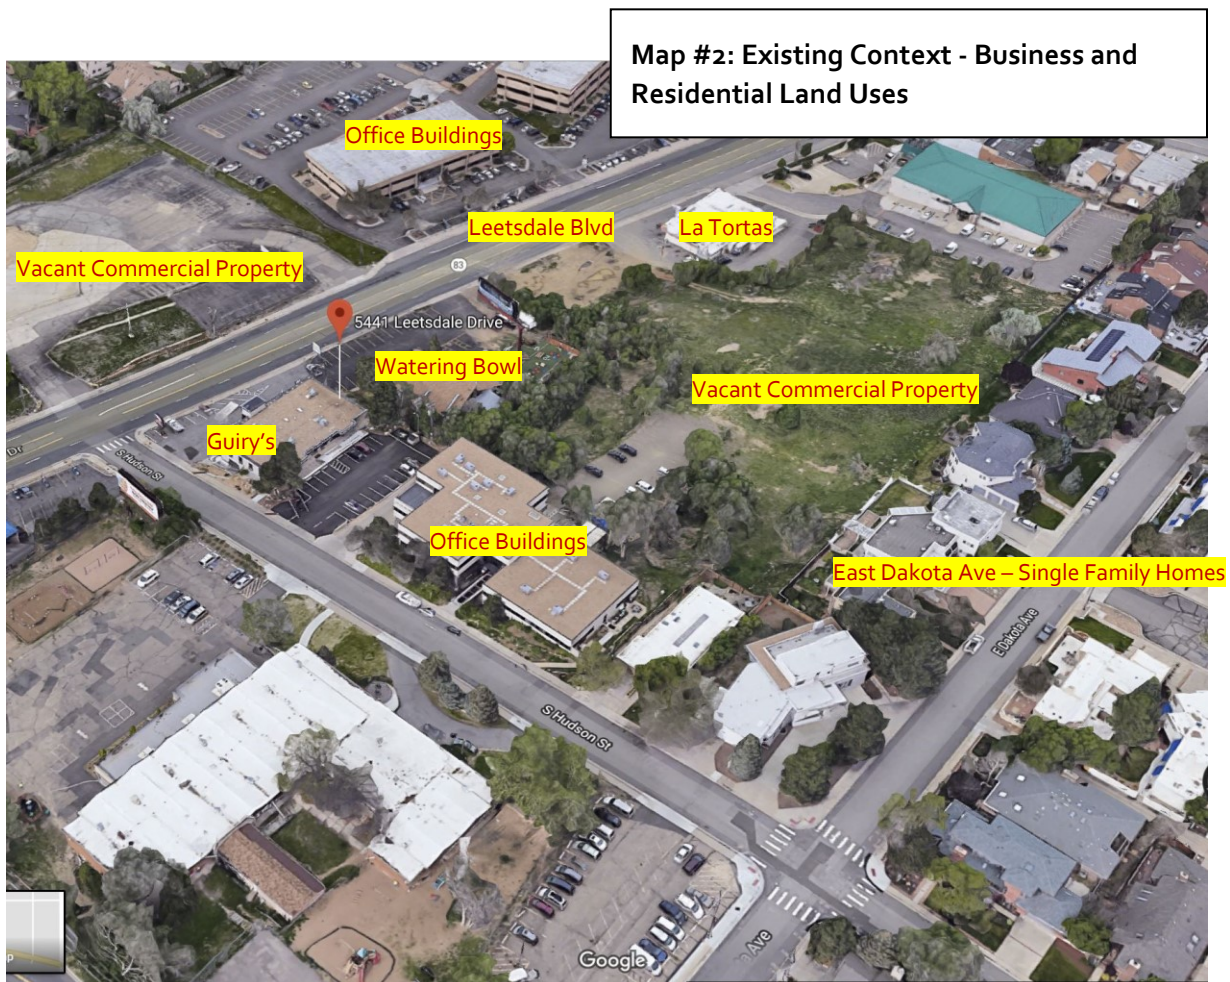 Map #2: Existing Context - Business and
Residential Land Uses
Office Buildings
Leetsdale Blvd
La Tortas
Vacant Commercial Property
83
5441 Leetsdale Drive
Watering Bowl
Vacant Commercial Property
Guiry's
Dr
S Hudson St
Office Buildings
East Dakota Ave – Single Family Homes
E Dakota Ave
S Hudson St
Ave
Google
p